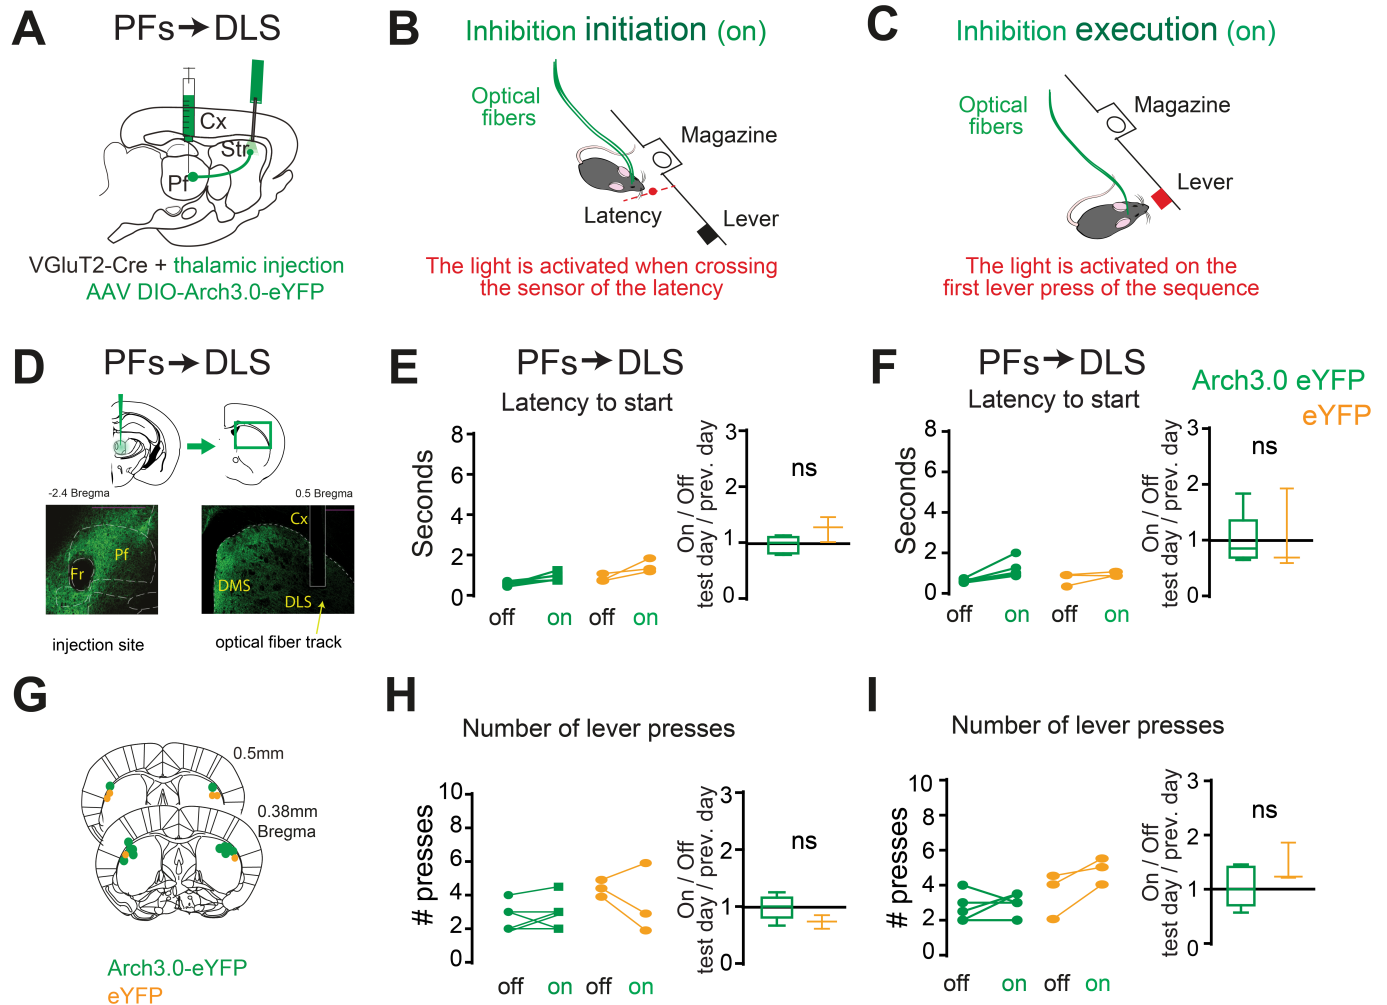 A
PFs→DLS
Cx
Str
Pf
VGluT2-Cre + thalamic injection
AAV DIO-Arch3.0-eYFP
B
Inhibition initiation (on)
Optical
fibers
Magazine
Latency
Lever
The light is activated when crossing
the sensor of the latency
C
Inhibition execution (on)
Optical
fibers
Magazine
Lever
The light is activated on the
first lever press of the sequence
D
PFs→DLS
-2.4 Bregma
0.5 Bregma
Pf
Fr
Cx
DMS
DLS
injection site
optical fiber track
E
PFs→DLS
Latency to start
Seconds
8
6
4
2
0
off
on
off
on
On / Off
test day / prev. day
3
2
1
0
ns
F
PFs→DLS
Latency to start
Seconds
8
6
4
2
0
off
on
off
on
On / Off
test day / prev. day
3
2
1
0
ns
Arch3.0 eYFP
eYFP
G
0.5mm
0.38mm
Bregma
Arch3.0-eYFP
eYFP
H
Number of lever presses
# presses
10
8
6
4
2
0
off
on
off
on
On / Off
test day / prev. day
3
2
1
0
ns
I
Number of lever presses
# presses
10
8
6
4
2
0
off
on
off
on
On / Off
test day / prev. day
3
2
1
0
ns